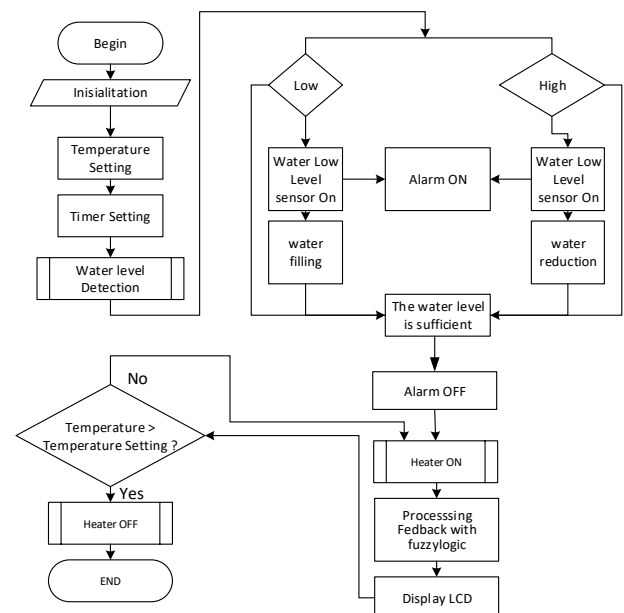 Begin
Inisialitation
Temperature
Setting
Timer Setting
Water level
Detection
Low
High
Water Low
Level
sensor On
Alarm ON
Water Low
Level
sensor On
water
filling
water
reduction
The water level
is sufficient
Alarm OFF
Heater ON
Processsing
Fedback with
fuzzylogic
Display LCD
No
Temperature >
Temperature Setting ?
Yes
Heater OFF
END